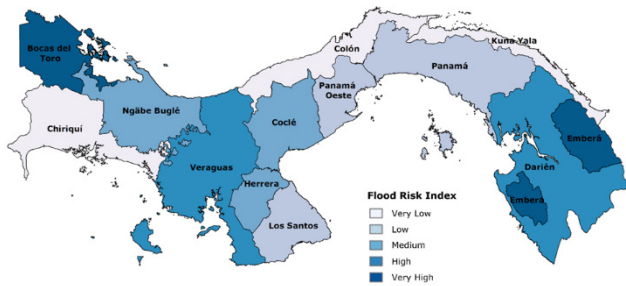 Bocas del
Toro
Colón
Kuna Yala
Panamá
Panamá
Oeste
Ngäbe Buglé
Coclé
Chiriquí
Emberá
Veraguas
Darién
Herrera
Emberá
Los Santos
Flood Risk Index
Very Low
Low
Medium
High
Very High